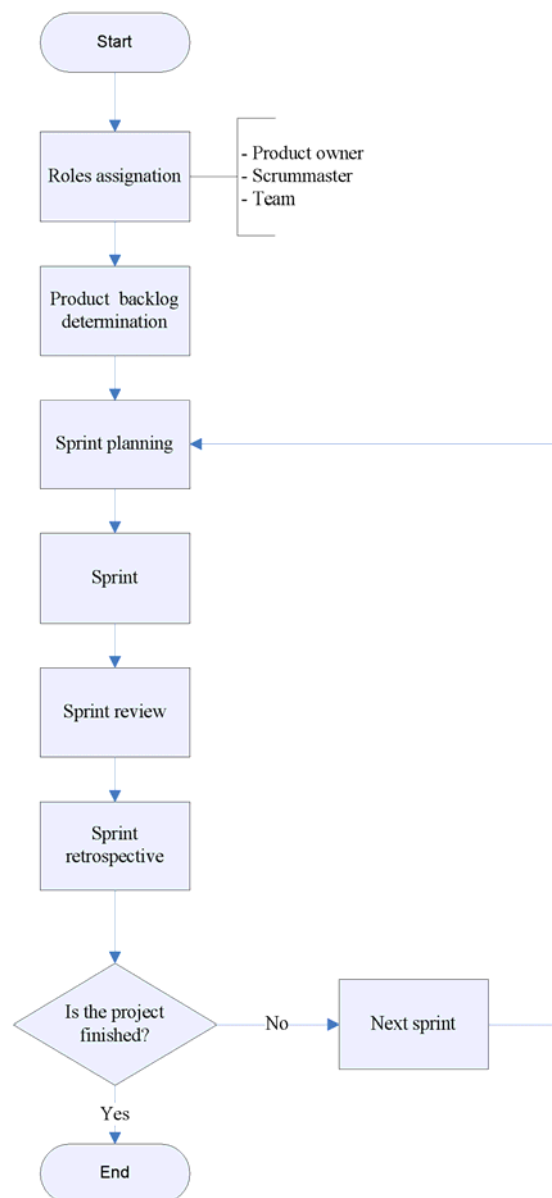 Start
Roles assignation
- Product owner
- Scrummaster
- Team
Product backlog
determination
Sprint planning
Sprint
Sprint review
Sprint
retrospective
Is the project
finished?
No
Next sprint
Yes
End